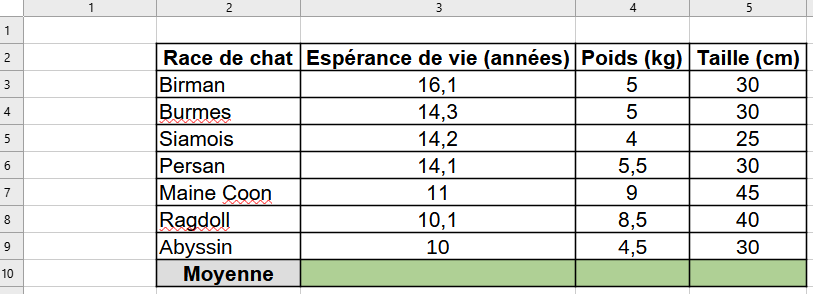 1 2 3 4 5
1
2 Race de chat Espérance de vie (années) Poids (kg) Taille (cm)
3 Birman 16,1 5 30
4 Burmes 14,3 5 30
5 Siamois 14,2 4 25
6 Persan 14,1 5,5 30
7 Maine Coon 11 9 45
8 Ragdoll 10,1 8,5 40
9 Abyssin 10 4,5 30
10 Moyenne